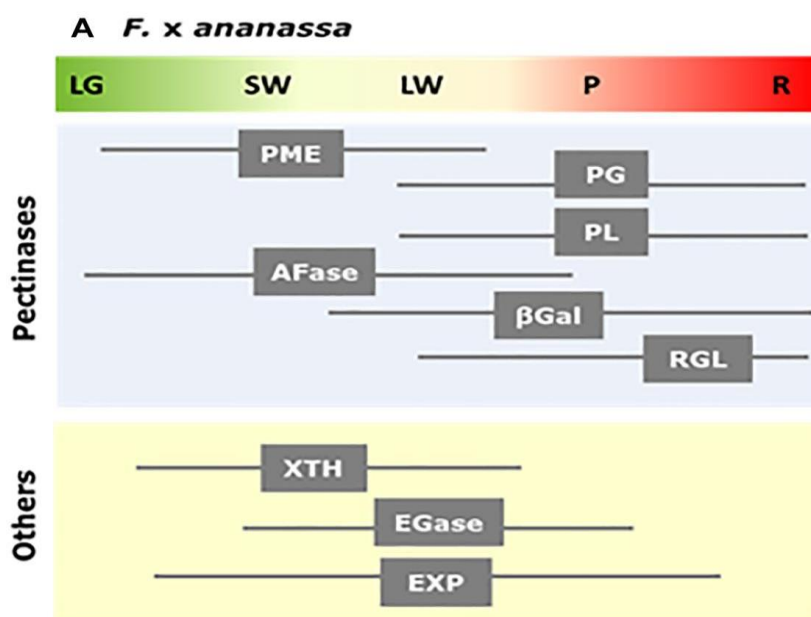 A F. x ananassa
LG SW LW P R
Pectinases
PME
PG
PL
AFase
βGal
RGL
Others
XTH
EGase
EXP